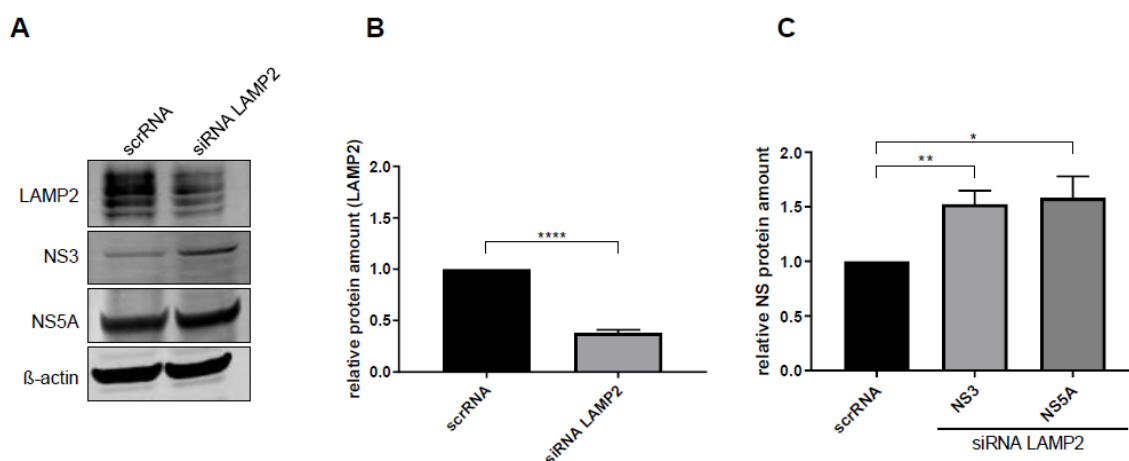 A
scrRNA
siRNA LAMP2
LAMP2
NS3
NS5A
ß-actin
B
relative protein amount (LAMP2)
2.0
1.5
1.0
0.5
0.0
****
scrRNA
siRNA LAMP2
C
relative NS protein amount
2.0
1.5
1.0
0.5
0.0
*
**
scrRNA
NS3
NS5A
siRNA LAMP2